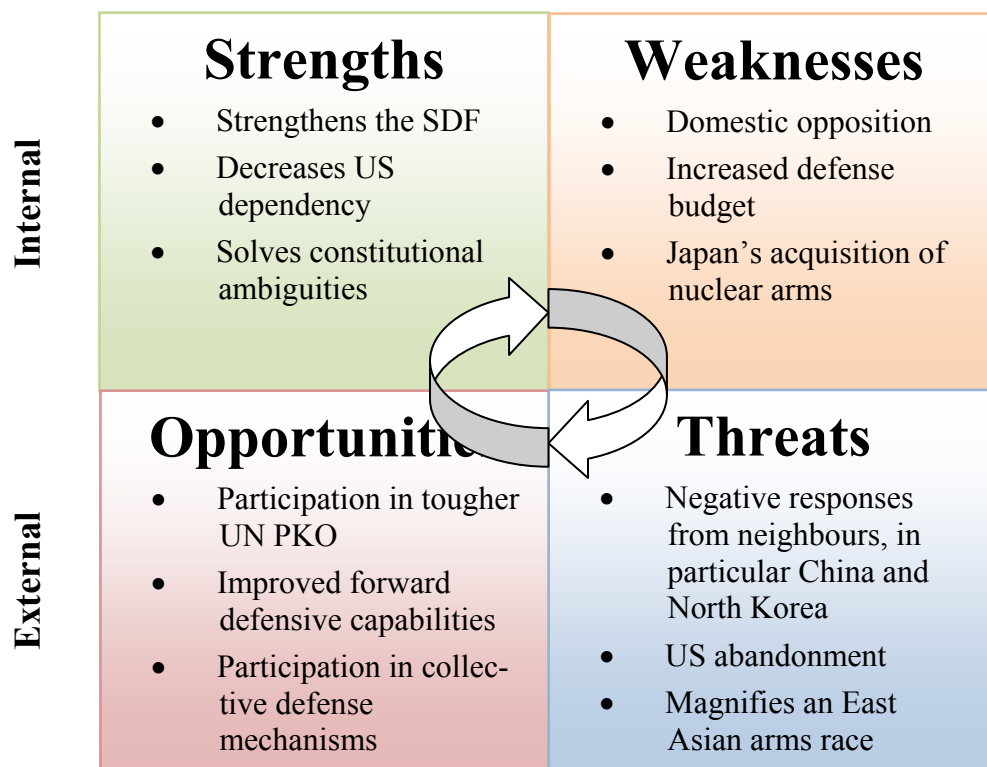 Internal
Strengths
• Strengthens the SDF
• Decreases US
dependency
• Solves constitutional
ambiguities
Weaknesses
• Domestic opposition
• Increased defense
budget
• Japan’s acquisition of
nuclear arms
External
Opportunitie
• Participation in tougher
UN PKO
• Improved forward
defensive capabilities
• Participation in collec-
tive defense
mechanisms
Threats
• Negative responses
from neighbours, in
particular China and
North Korea
• US abandonment
• Magnifies an East
Asian arms race